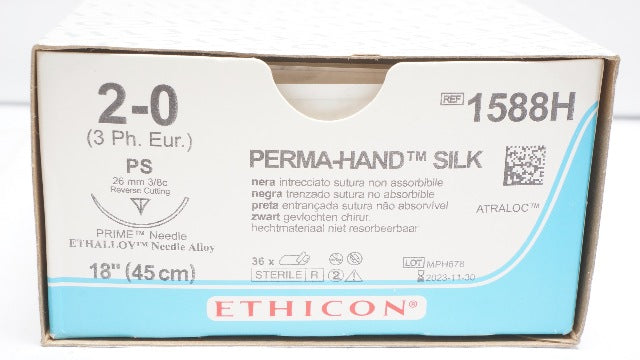 2-0
(3 Ph. Eur.)
PS
26 mm 3/8c
Reverse Cutting
PRIME™ Needle
ETHALLOY™ Needle Alloy
18" (45 cm)
REF 1588H
PERMA-HAND™ SILK
nera intrecciato sutura non assorbibile
negra trenzado sutura no absorbible
preta entrançada sutura não absorvível
zwart gevlochten chirur.
hechtmateriaal niet resorbeerbaar
ATRALOC™
36 x
STERILE R 2
LOT MPH678
2023-11-30
ETHICON®